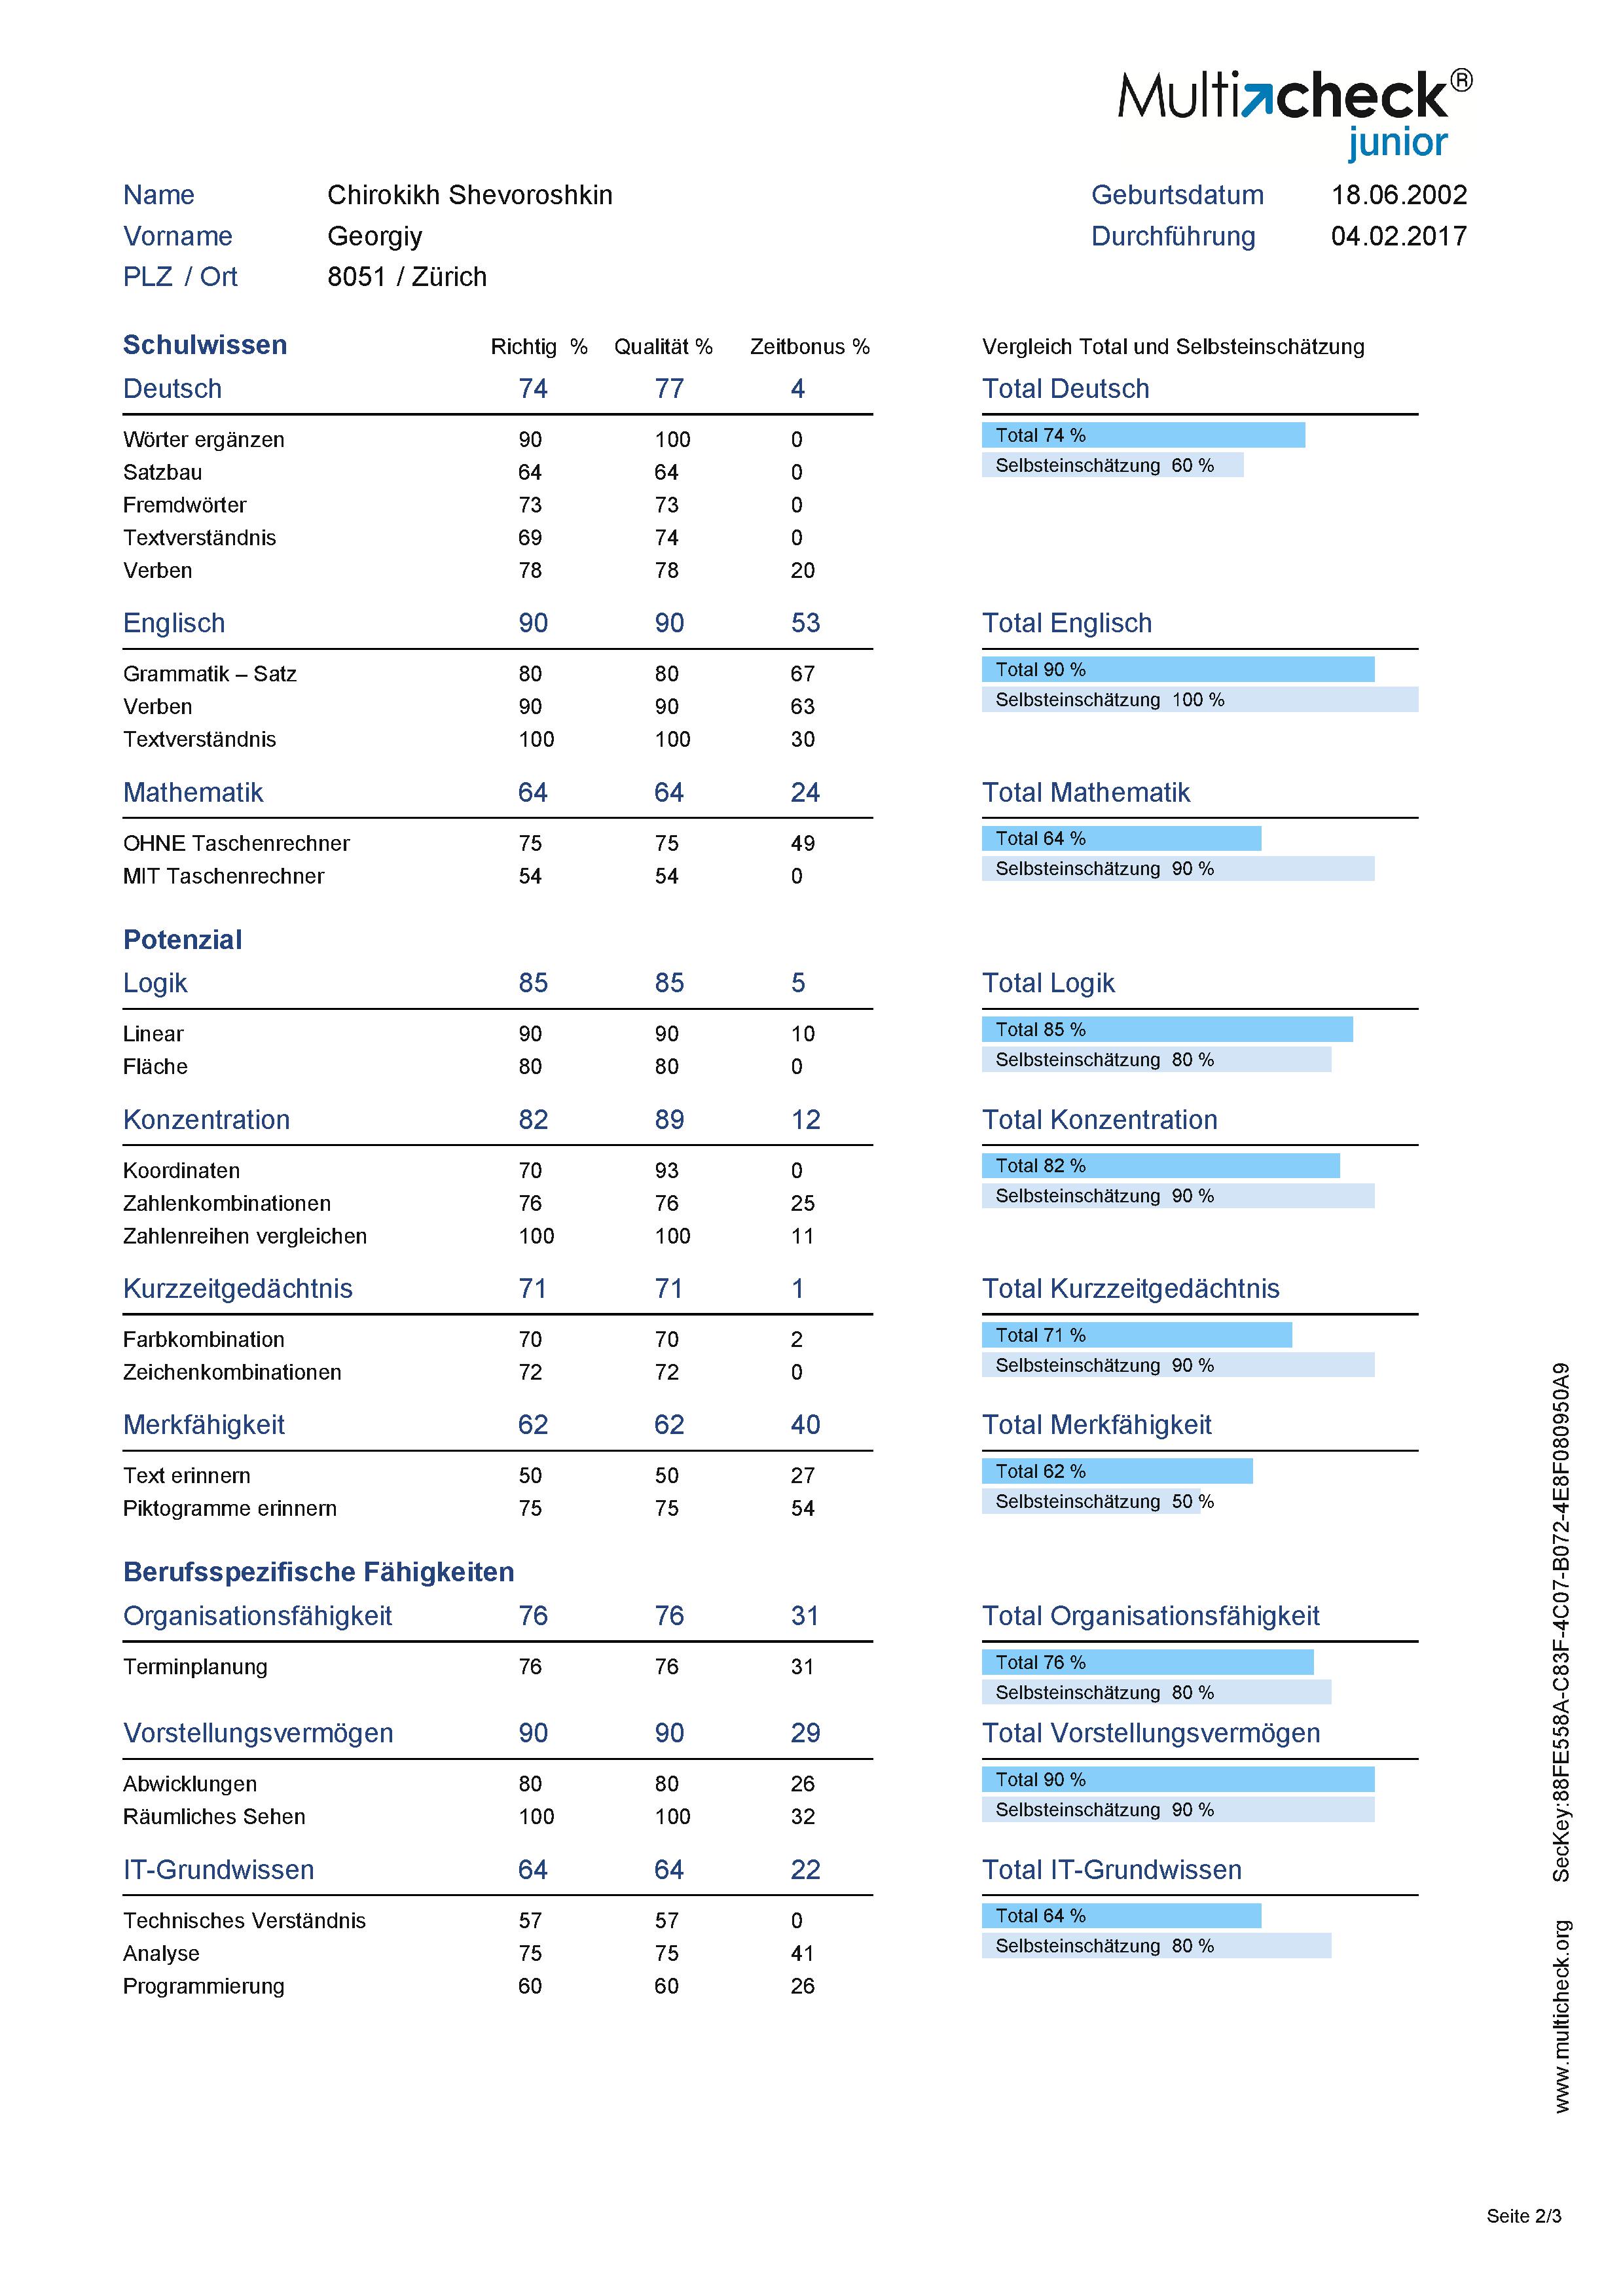 Multicheck®
junior
Name Chirokikh Shevoroshkin Geburtsdatum 18.06.2002
Vorname Georgiy Durchführung 04.02.2017
PLZ / Ort 8051 / Zürich
Schulwissen Richtig % Qualität % Zeitbonus % Vergleich Total und Selbsteinschätzung
Deutsch 74 77 4 Total Deutsch
Wörter ergänzen 90 100 0 Total 74 %
Satzbau 64 64 0 Selbsteinschätzung 60 %
Fremdwörter 73 73 0
Textverständnis 69 74 0
Verben 78 78 20
Englisch 90 90 53 Total Englisch
Grammatik – Satz 80 80 67 Total 90 %
Verben 90 90 63 Selbsteinschätzung 100 %
Textverständnis 100 100 30
Mathematik 64 64 24 Total Mathematik
OHNE Taschenrechner 75 75 49 Total 64 %
MIT Taschenrechner 54 54 0 Selbsteinschätzung 90 %
Potenzial
Logik 85 85 5 Total Logik
Linear 90 90 10 Total 85 %
Fläche 80 80 0 Selbsteinschätzung 80 %
Konzentration 82 89 12 Total Konzentration
Koordinaten 70 93 0 Total 82 %
Zahlenkombinationen 76 76 25 Selbsteinschätzung 90 %
Zahlenreihen vergleichen 100 100 11
Kurzzeitgedächtnis 71 71 1 Total Kurzzeitgedächtnis
Farbkombination 70 70 2 Total 71 %
Zeichenkombinationen 72 72 0 Selbsteinschätzung 90 %
Merkfähigkeit 62 62 40 Total Merkfähigkeit
Text erinnern 50 50 27 Total 62 %
Piktogramme erinnern 75 75 54 Selbsteinschätzung 50 %
Berufsspezifische Fähigkeiten
Organisationsfähigkeit 76 76 31 Total Organisationsfähigkeit
Terminplanung 76 76 31 Total 76 %
Selbsteinschätzung 80 %
Vorstellungsvermögen 90 90 29 Total Vorstellungsvermögen
Abwicklungen 80 80 26 Total 90 %
Räumliches Sehen 100 100 32 Selbsteinschätzung 90 %
IT-Grundwissen 64 64 22 Total IT-Grundwissen
Technisches Verständnis 57 57 0 Total 64 %
Analyse 75 75 41 Selbsteinschätzung 80 %
Programmierung 60 60 26
www.multicheck.org SecKey:88FE558A-C83F-4C07-B072-4E8F080950A9
Seite 2/3